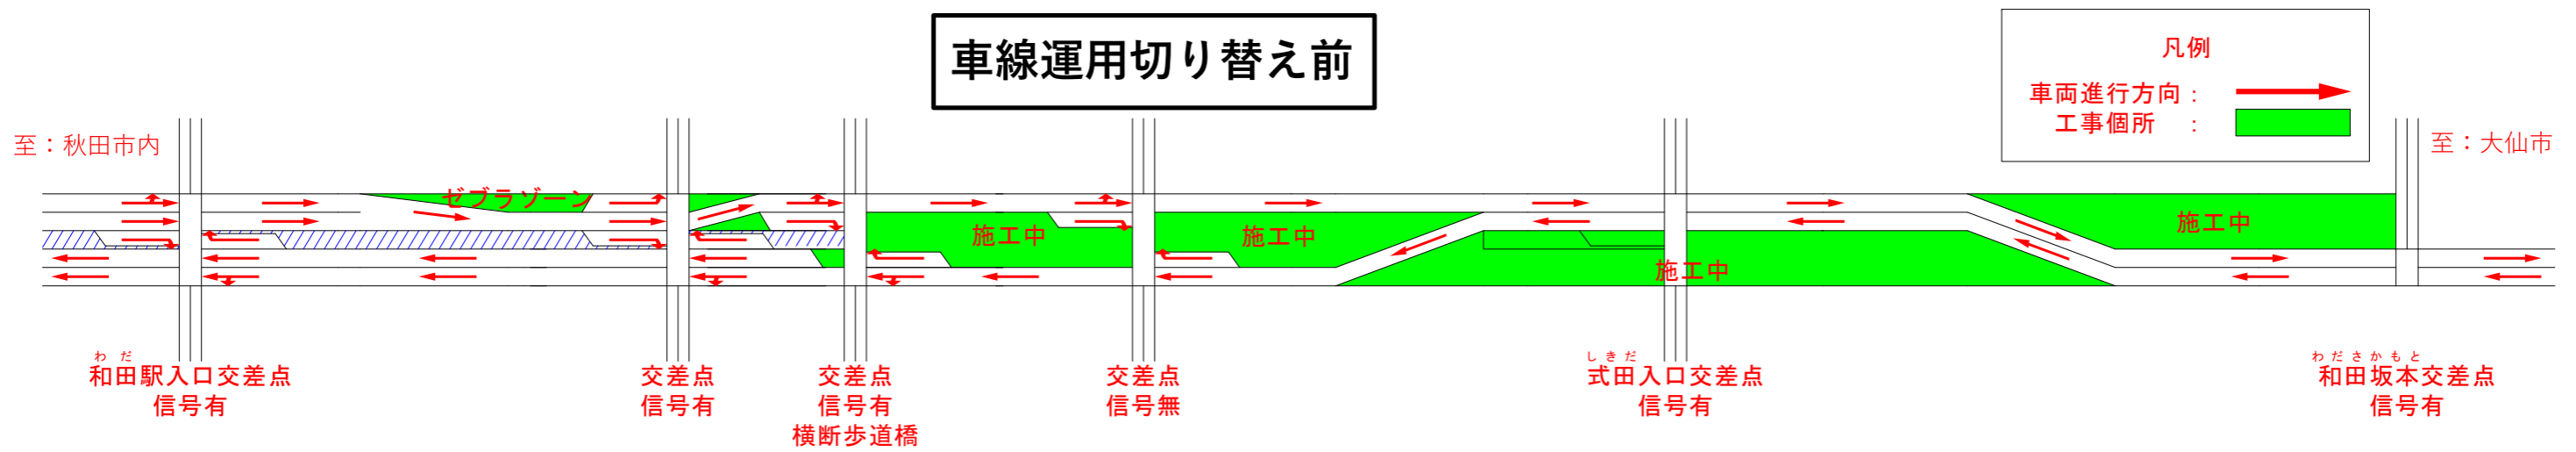 車線運用切り替え前
凡例
車両進行方向：
工事個所　：
至：秋田市内
至：大仙市
ゼブラゾーン
施工中
施工中
施工中
施工中
わだ
和田駅入口交差点
信号有
交差点
信号有
交差点
信号有
横断歩道橋
交差点
信号無
しきだ
式田入口交差点
信号有
わださかもと
和田坂本交差点
信号有